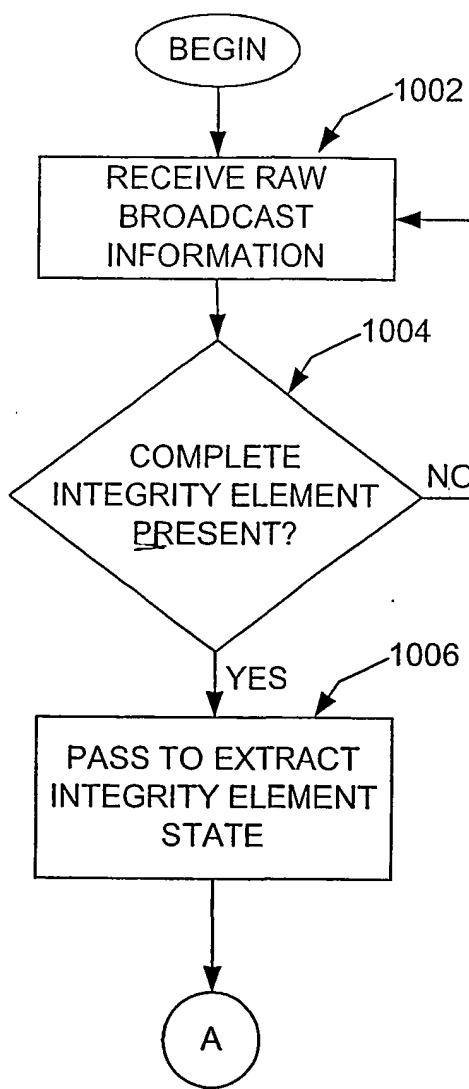 BEGIN
1002
RECEIVE RAW
BROADCAST
INFORMATION
1004
COMPLETE
INTEGRITY ELEMENT
PRESENT?
NO
YES
1006
PASS TO EXTRACT
INTEGRITY ELEMENT
STATE
A